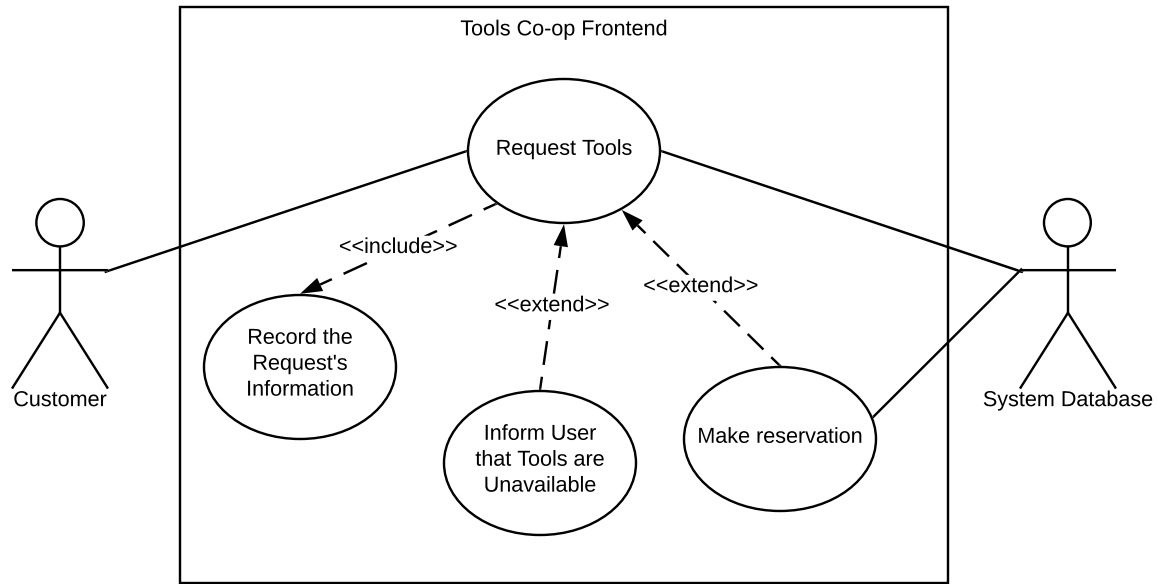 Tools Co-op Frontend
Request Tools
<<include>>
<<extend>>
<<extend>>
Record the
Request's
Information
Customer
System Database
Inform User
that Tools are
Unavailable
Make reservation